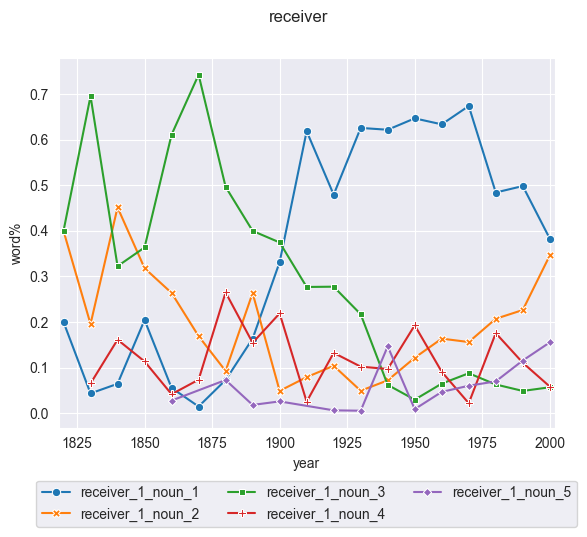 receiver
0.7
0.6
0.5
0.4
0.3
0.2
0.1
0.0
word%
1825 1850 1875 1900 1925 1950 1975 2000
year
receiver_1_noun_1 receiver_1_noun_3 receiver_1_noun_5
receiver_1_noun_2 receiver_1_noun_4